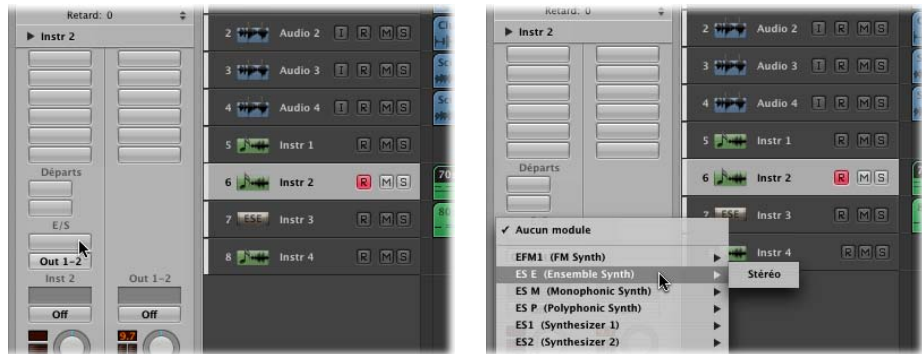 Retard: 0
Instr 2
Départs
E/S
Out 1–2
Inst 2
Out 1–2
Off
Off
9.7
2 Audio 2 I R M S
3 Audio 3 I R M S
4 Audio 4 I R M S
5 Instr 1 R M S
6 Instr 2 R M S
7 ESE Instr 3 R M S
8 Instr 4 R M S
70
80
Retard: 0
Instr 2
Départs
2 Audio 2 I R M S
3 Audio 3 I R M S
4 Audio 4 I R M S
5 Instr 1 R M S
6 Instr 2 R M S
7 ESE Instr 3 R M S
Instr 4 R M S
✓ Aucun module
EFM1 (FM Synth)
ES E (Ensemble Synth)
Stéréo
ES M (Monophonic Synth)
ES P (Polyphonic Synth)
ES1 (Synthesizer 1)
ES2 (Synthesizer 2)